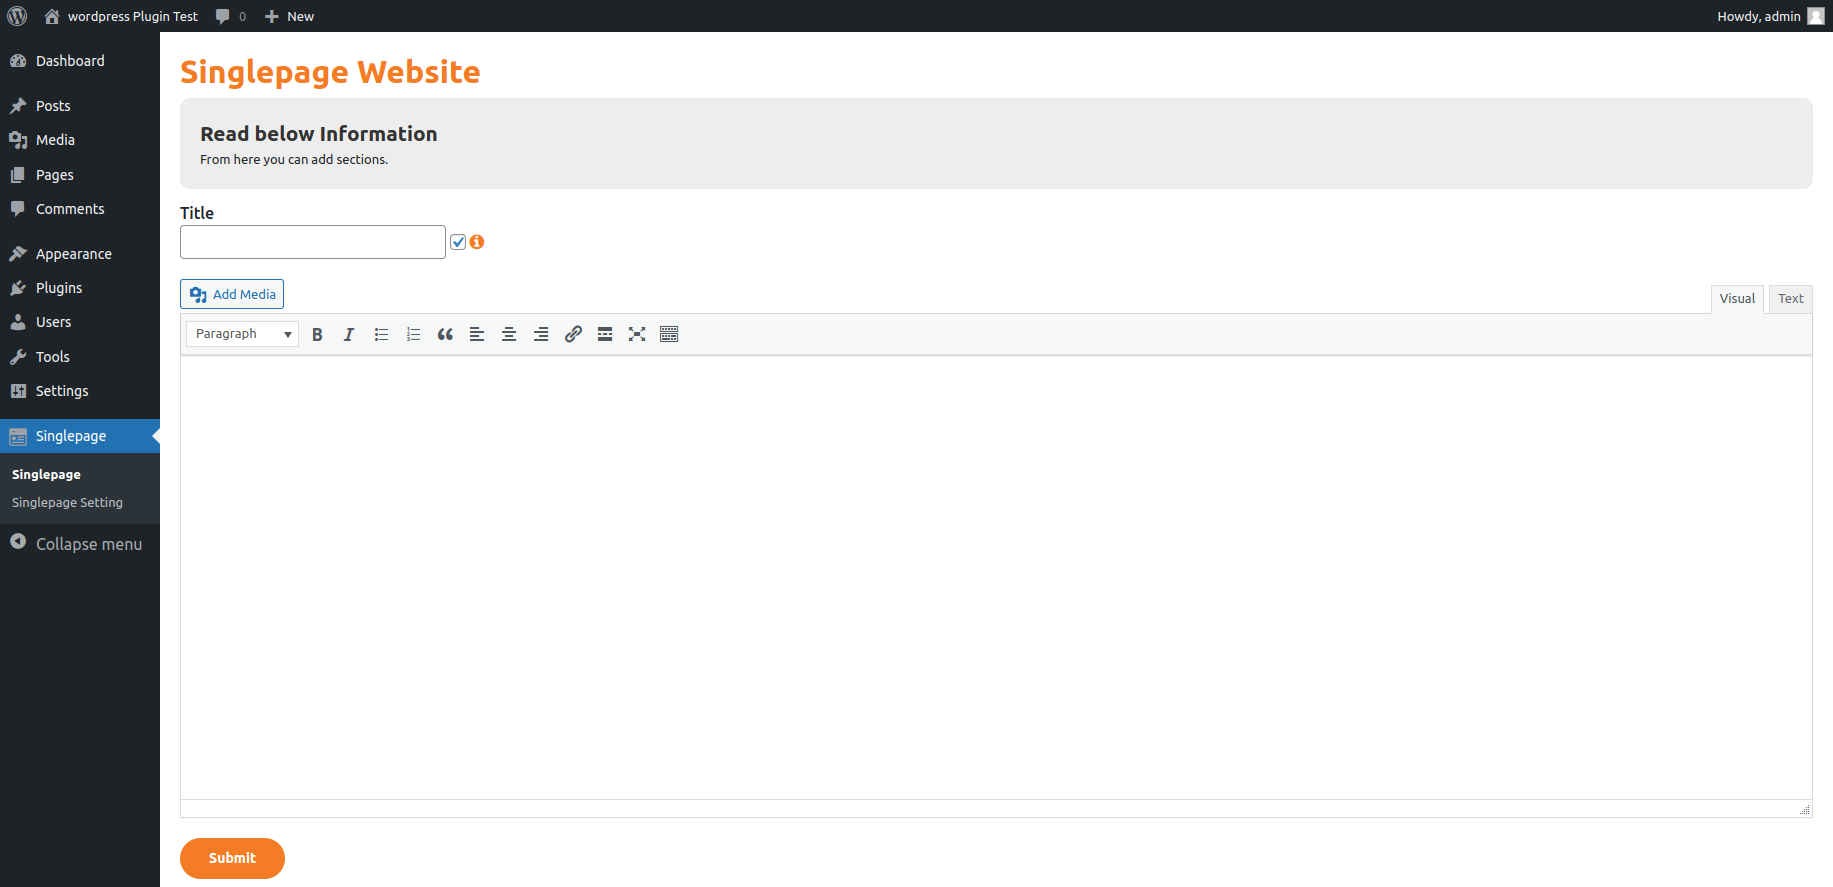 wordpress Plugin Test 0 New Howdy, admin
Dashboard
Posts
Media
Pages
Comments
Appearance
Plugins
Users
Tools
Settings
Singlepage
Singlepage
Singlepage Setting
Collapse menu
Singlepage Website
Read below Information
From here you can add sections.
Title
Add Media
Visual Text
Paragraph B I
Submit